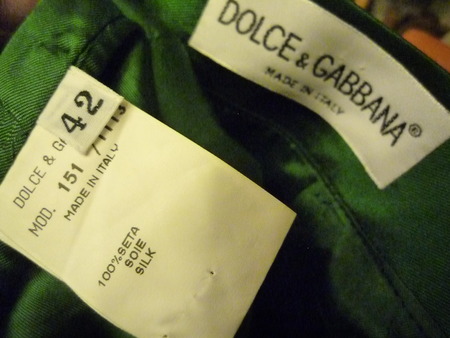 DOLCE & GABBANA®
MADE IN ITALY
42
DOLCE &
MOD. 151
MADE IN ITALY
100%SETA
SOIE
SILK